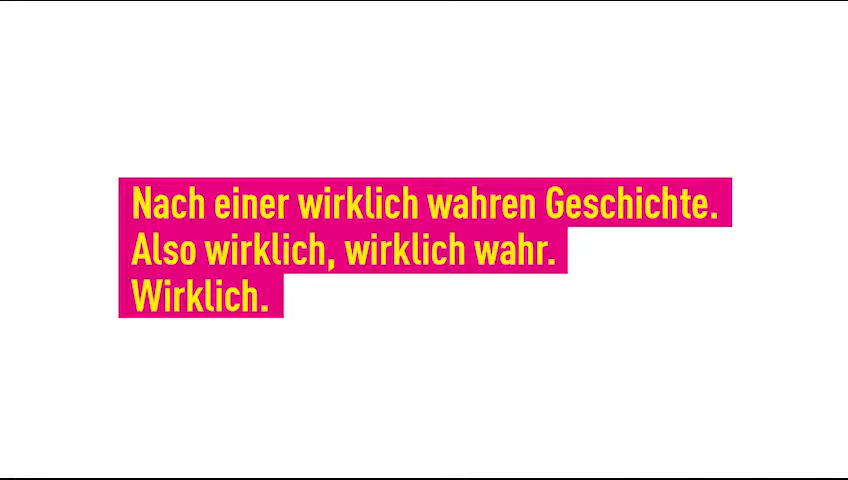 Nach einer wirklich wahren Geschichte.
Also wirklich, wirklich wahr.
Wirklich.